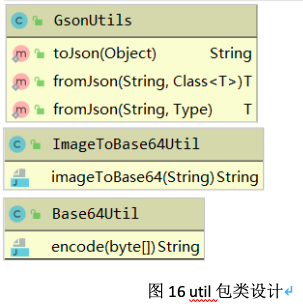 GsonUtils
toJson(Object) String
fromJson(String, Class<T>)T
fromJson(String, Type) T
ImageToBase64Util
imageToBase64(String)String
Base64Util
encode(byte[])String
图 16 util 包类设计